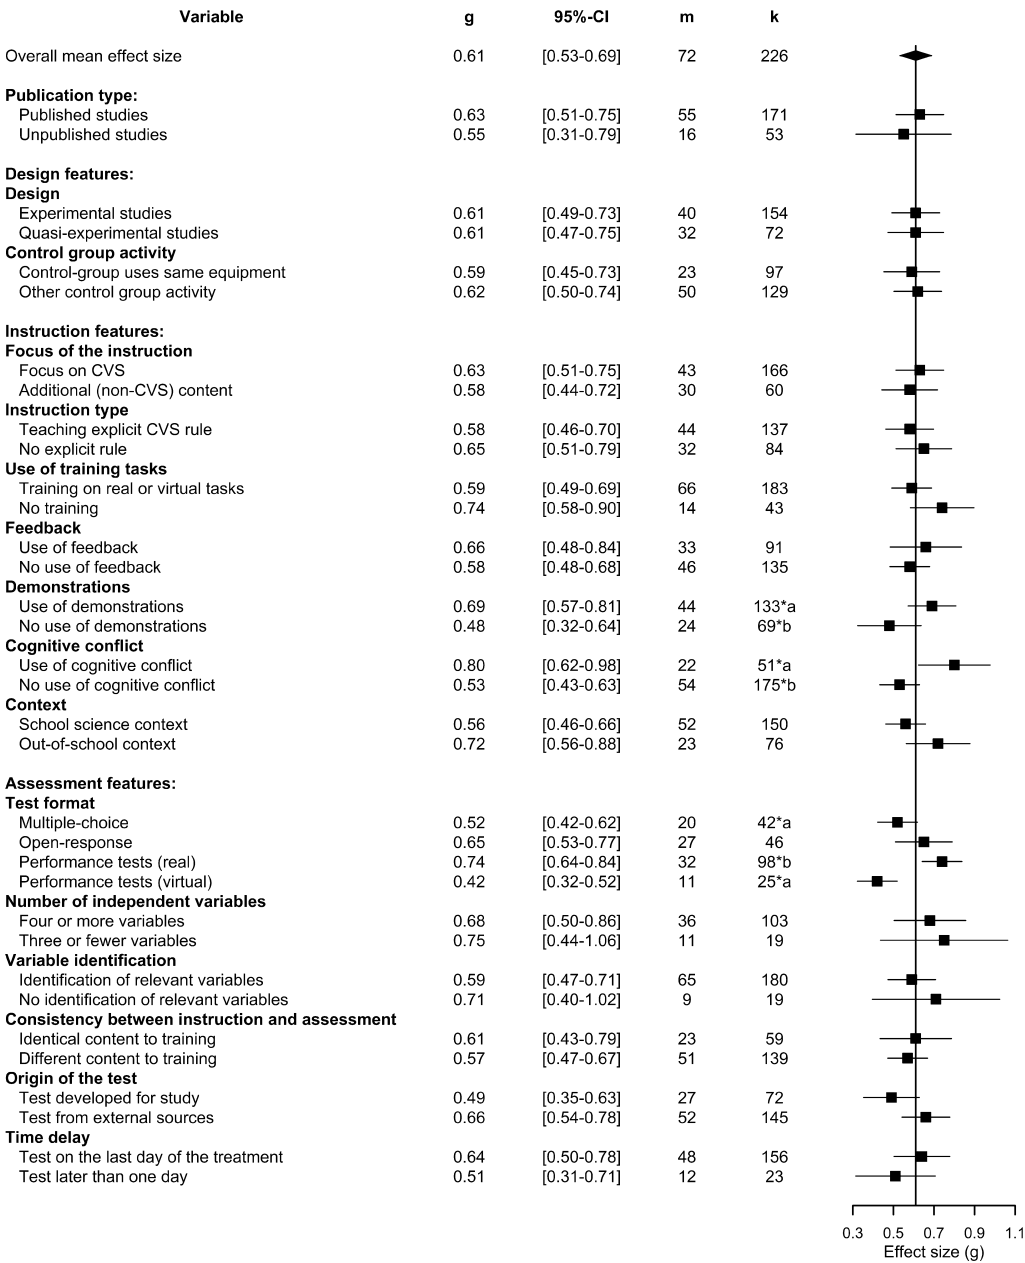 Variable g 95%-CI m k
Overall mean effect size 0.61 [0.53-0.69] 72 226
Publication type:
Published studies 0.63 [0.51-0.75] 55 171
Unpublished studies 0.55 [0.31-0.79] 16 53
Design features:
Design
Experimental studies 0.61 [0.49-0.73] 40 154
Quasi-experimental studies 0.61 [0.47-0.75] 32 72
Control group activity
Control-group uses same equipment 0.59 [0.45-0.73] 23 97
Other control group activity 0.62 [0.50-0.74] 50 129
Instruction features:
Focus of the instruction
Focus on CVS 0.63 [0.51-0.75] 43 166
Additional (non-CVS) content 0.58 [0.44-0.72] 30 60
Instruction type
Teaching explicit CVS rule 0.58 [0.46-0.70] 44 137
No explicit rule 0.65 [0.51-0.79] 32 84
Use of training tasks
Training on real or virtual tasks 0.59 [0.49-0.69] 66 183
No training 0.74 [0.58-0.90] 14 43
Feedback
Use of feedback 0.66 [0.48-0.84] 33 91
No use of feedback 0.58 [0.48-0.68] 46 135
Demonstrations
Use of demonstrations 0.69 [0.57-0.81] 44 133*a
No use of demonstrations 0.48 [0.32-0.64] 24 69*b
Cognitive conflict
Use of cognitive conflict 0.80 [0.62-0.98] 22 51*a
No use of cognitive conflict 0.53 [0.43-0.63] 54 175*b
Context
School science context 0.56 [0.46-0.66] 52 150
Out-of-school context 0.72 [0.56-0.88] 23 76
Assessment features:
Test format
Multiple-choice 0.52 [0.42-0.62] 20 42*a
Open-response 0.65 [0.53-0.77] 27 46
Performance tests (real) 0.74 [0.64-0.84] 32 98*b
Performance tests (virtual) 0.42 [0.32-0.52] 11 25*a
Number of independent variables
Four or more variables 0.68 [0.50-0.86] 36 103
Three or fewer variables 0.75 [0.44-1.06] 11 19
Variable identification
Identification of relevant variables 0.59 [0.47-0.71] 65 180
No identification of relevant variables 0.71 [0.40-1.02] 9 19
Consistency between instruction and assessment
Identical content to training 0.61 [0.43-0.79] 23 59
Different content to training 0.57 [0.47-0.67] 51 139
Origin of the test
Test developed for study 0.49 [0.35-0.63] 27 72
Test from external sources 0.66 [0.54-0.78] 52 145
Time delay
Test on the last day of the treatment 0.64 [0.50-0.78] 48 156
Test later than one day 0.51 [0.31-0.71] 12 23
0.3 0.5 0.7 0.9 1.1
Effect size (g)